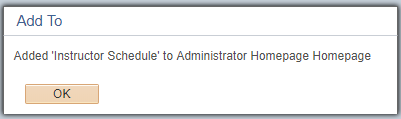 Add To
Added 'Instructor Schedule' to Administrator Homepage Homepage
OK